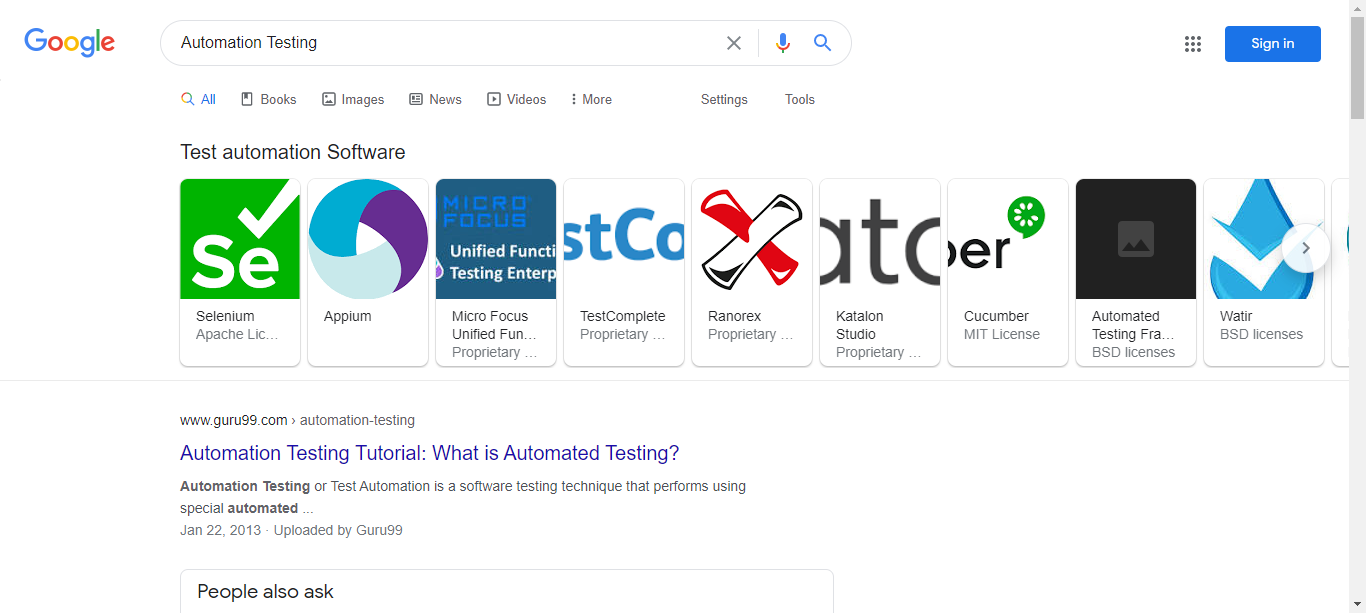 Google
Automation Testing
Sign in
All Books Images News Videos More Settings Tools
Test automation Software
Se
MICRO
FOCUS
Unified Functi
Testing Enterp
stCo
atc
ber
Selenium
Apache Lic...
Appium
Micro Focus
Unified Fun...
Proprietary ...
TestComplete
Proprietary ...
Ranorex
Proprietary ...
Katalon
Studio
Proprietary ...
Cucumber
MIT License
Automated
Testing Fra...
BSD licenses
Watir
BSD licenses
www.guru99.com › automation-testing
Automation Testing Tutorial: What is Automated Testing?
Automation Testing or Test Automation is a software testing technique that performs using
special automated ...
Jan 22, 2013 · Uploaded by Guru99
People also ask